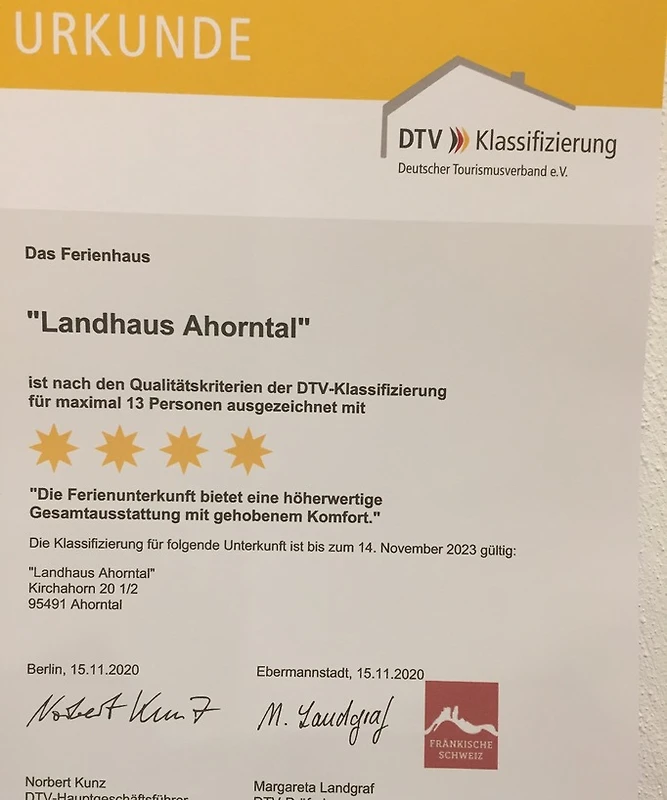 URKUNDE
DTV Klassifizierung
Deutscher Tourismusverband e.V.
Das Ferienhaus
"Landhaus Ahorntal"
ist nach den Qualitätskriterien der DTV-Klassifizierung
für maximal 13 Personen ausgezeichnet mit
"Die Ferienunterkunft bietet eine höherwertige
Gesamtausstattung mit gehobenem Komfort."
Die Klassifizierung für folgende Unterkunft ist bis zum 14. November 2023 gültig:
"Landhaus Ahorntal"
Kirchahorn 20 1/2
95491 Ahorntal
Berlin, 15.11.2020
Ebermannstadt, 15.11.2020
Norbert Kunz
M. Landgraf
FRÄNKISCHE
SCHWEIZ
Norbert Kunz
DTV-Hauptgeschäftsführer
Margareta Landgraf